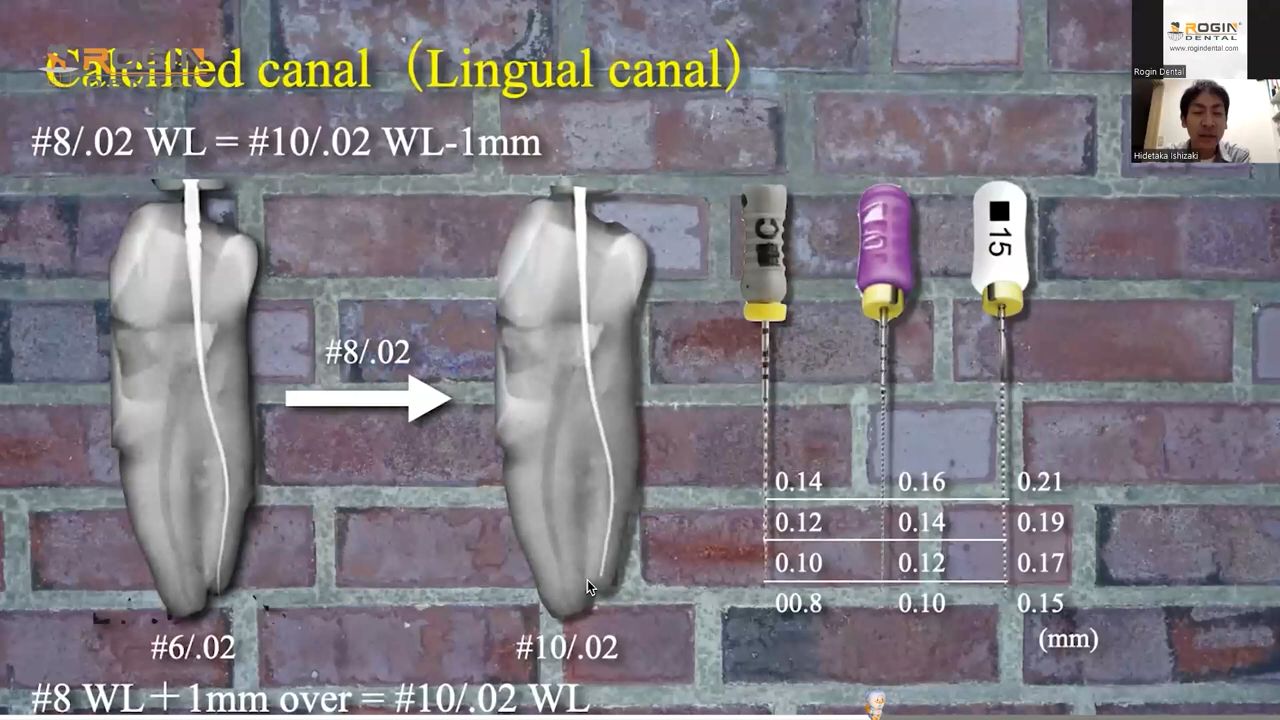 Calcified canal（Lingual canal）
ROGIN
#8/.02 WL = #10/.02 WL-1mm
ROGIN
DENTAL
www.rogindental.com
Rogin Dental
Hidetaka Ishizaki
C
10
15
#8/.02
0.14 0.16 0.21
0.12 0.14 0.19
0.10 0.12 0.17
00.8 0.10 0.15
(mm)
#6/.02
#10/.02
#8 WL＋1mm over = #10/.02 WL